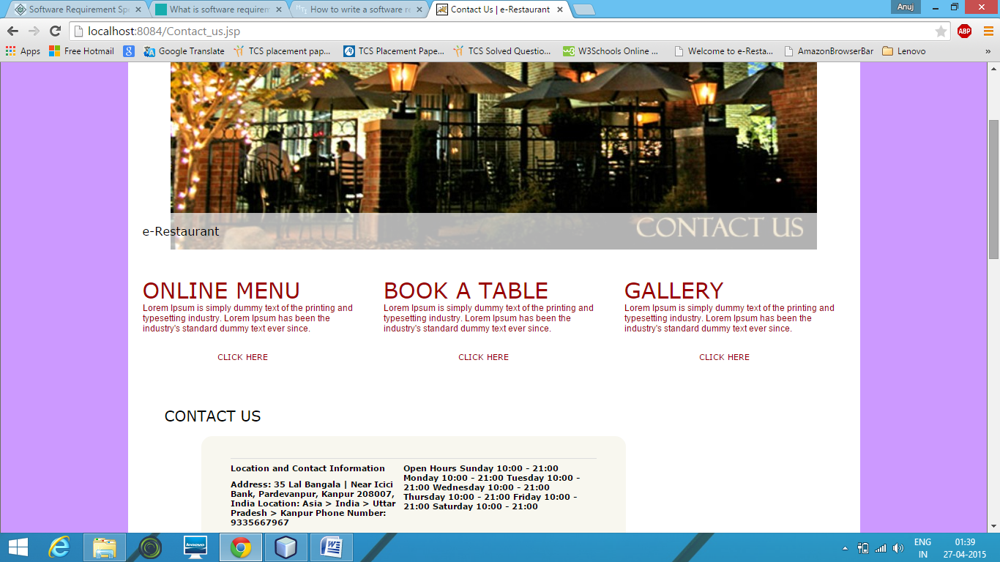 Software Requirement Sp
What is software requirem
How to write a software r
Contact Us | e-Restaurant
Anuj
localhost:8084/Contact_us.jsp
ABP
Apps
Free Hotmail
Google Translate
TCS placement pap...
TCS Placement Pape...
TCS Solved Questio...
W3Schools Online ...
Welcome to e-Resta...
AmazonBrowserBar
Lenovo
»
CONTACT US
e-Restaurant
ONLINE MENU
Lorem Ipsum is simply dummy text of the printing and
typesetting industry. Lorem Ipsum has been the
industry's standard dummy text ever since.
CLICK HERE
BOOK A TABLE
Lorem Ipsum is simply dummy text of the printing and
typesetting industry. Lorem Ipsum has been the
industry's standard dummy text ever since.
CLICK HERE
GALLERY
Lorem Ipsum is simply dummy text of the printing and
typesetting industry. Lorem Ipsum has been the
industry's standard dummy text ever since.
CLICK HERE
CONTACT US
Location and Contact Information
Address: 35 Lal Bangala | Near Icici
Bank, Pardevanpur, Kanpur 208007,
India Location: Asia > India > Uttar
Pradesh > Kanpur Phone Number:
9335667967
Open Hours Sunday 10:00 - 21:00
Monday 10:00 - 21:00 Tuesday 10:00 -
21:00 Wednesday 10:00 - 21:00
Thursday 10:00 - 21:00 Friday 10:00 -
21:00 Saturday 10:00 - 21:00
lenovo
ENG
IN
01:39
27-04-2015